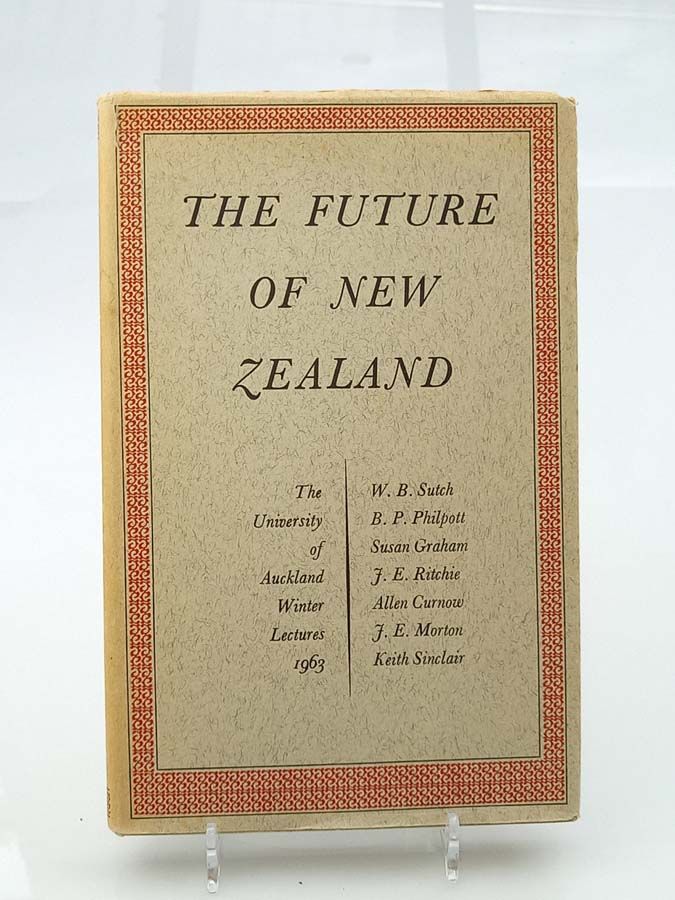 THE FUTURE
OF NEW
ZEALAND
The
University
of
Auckland
Winter
Lectures
1963
W. B. Sutch
B. P. Philpott
Susan Graham
J. E. Ritchie
Allen Curnow
J. E. Morton
Keith Sinclair